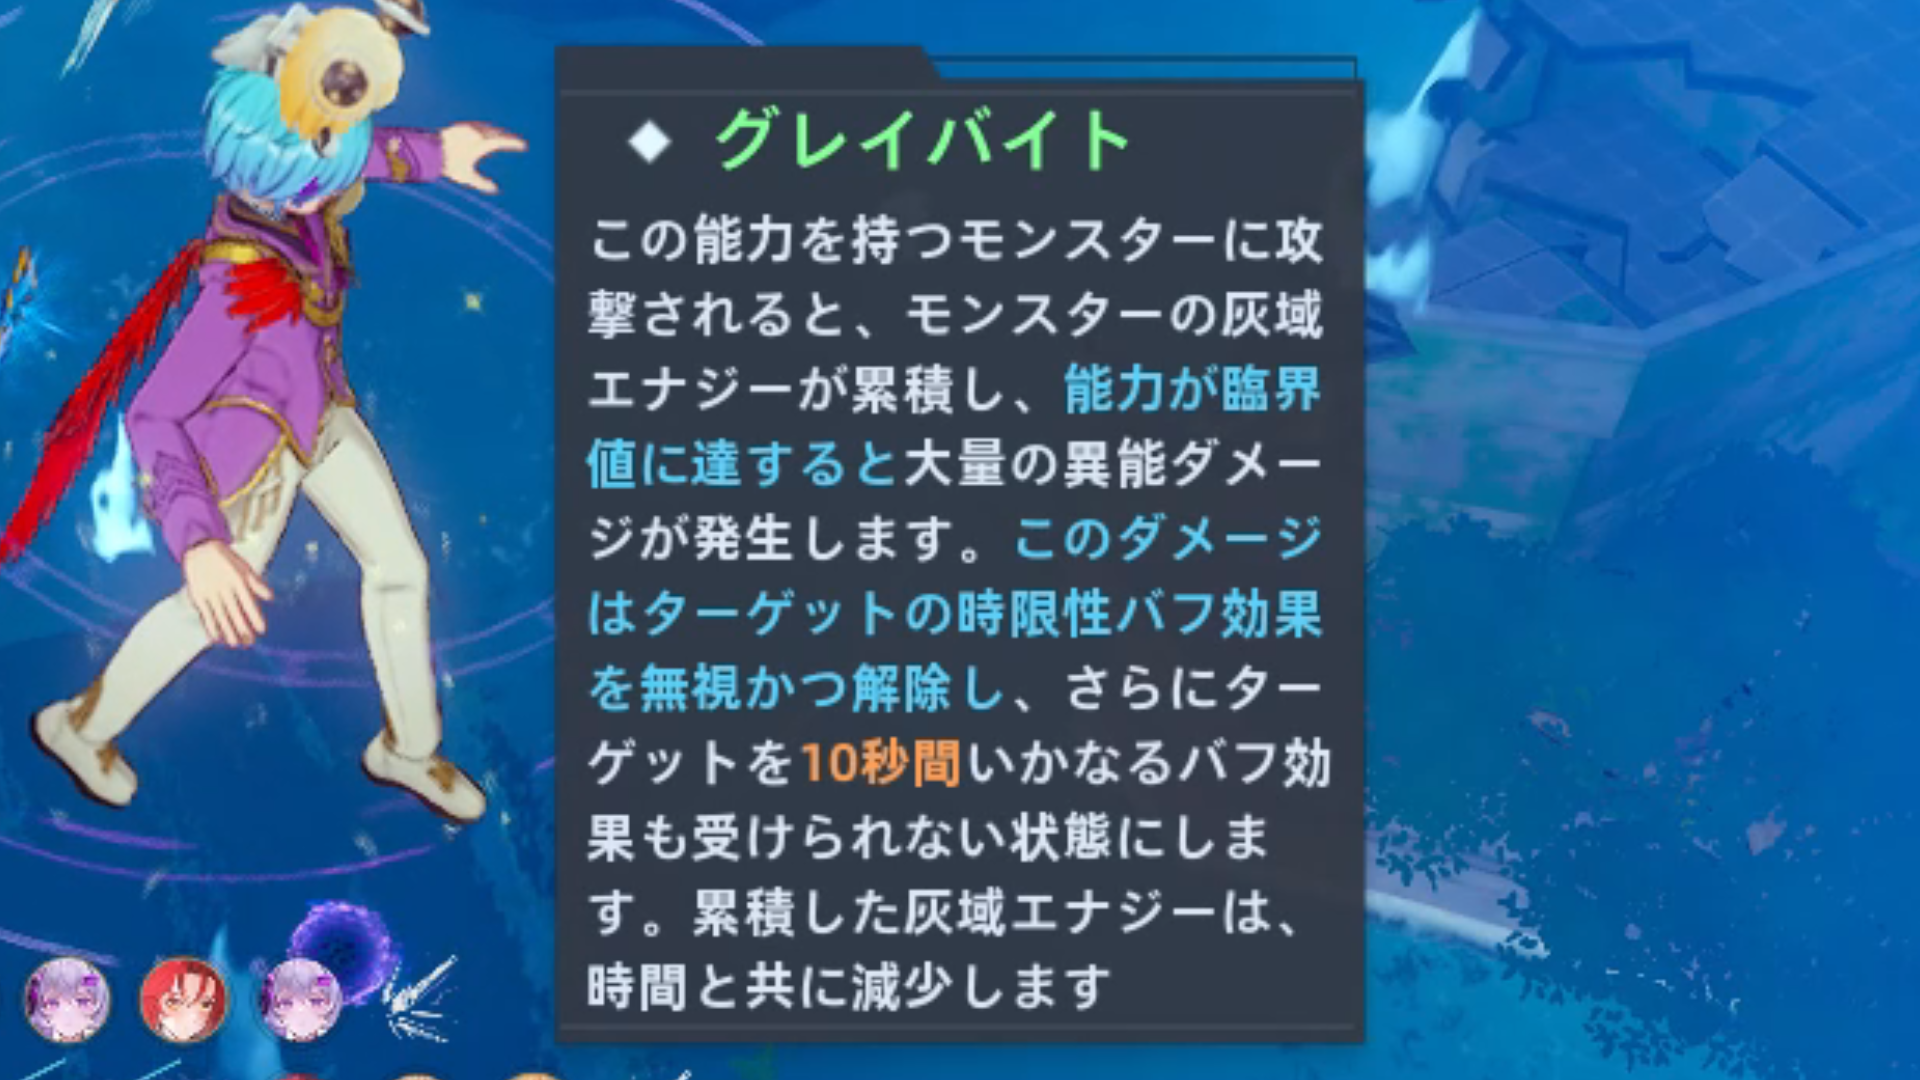 グレイバイト
この能力を持つモンスターに攻
撃されると、モンスターの灰域
エナジーが累積し、能力が臨界
値に達すると大量の異能ダメー
ジが発生します。このダメージ
はターゲットの時限性バフ効果
を無視かつ解除し、さらにター
ゲットを10秒間いかなるバフ効
果も受けられない状態にしま
す。累積した灰域エナジーは、
時間と共に減少します